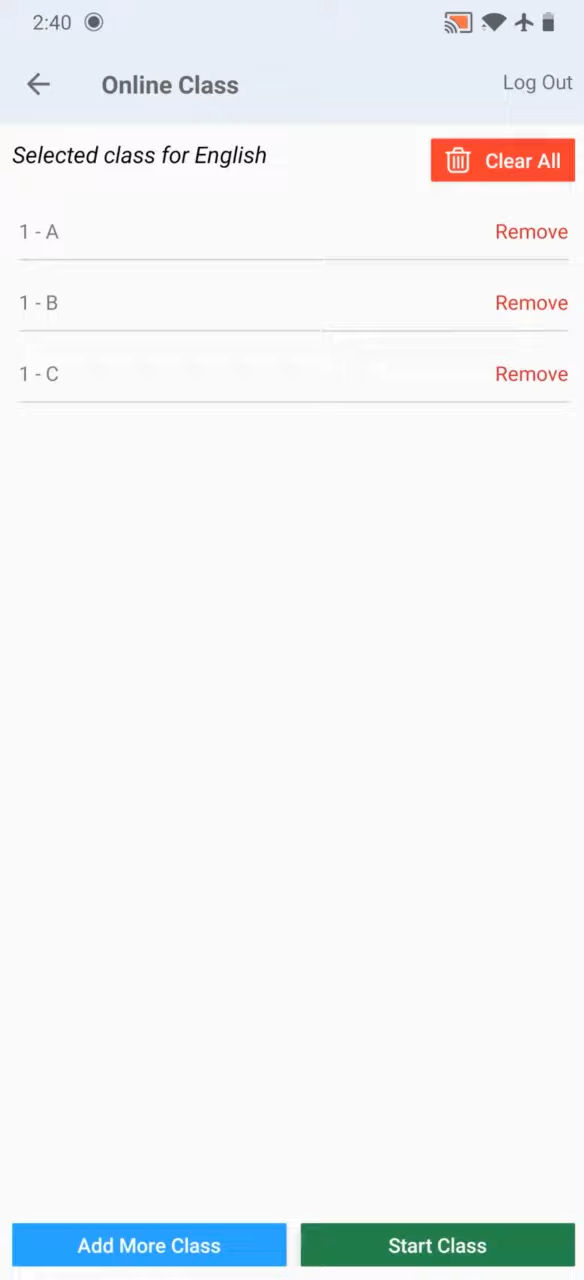 2:40
Online Class
Log Out
Selected class for English
Clear All
1 - A
Remove
1 - B
Remove
1 - C
Remove
Add More Class
Start Class